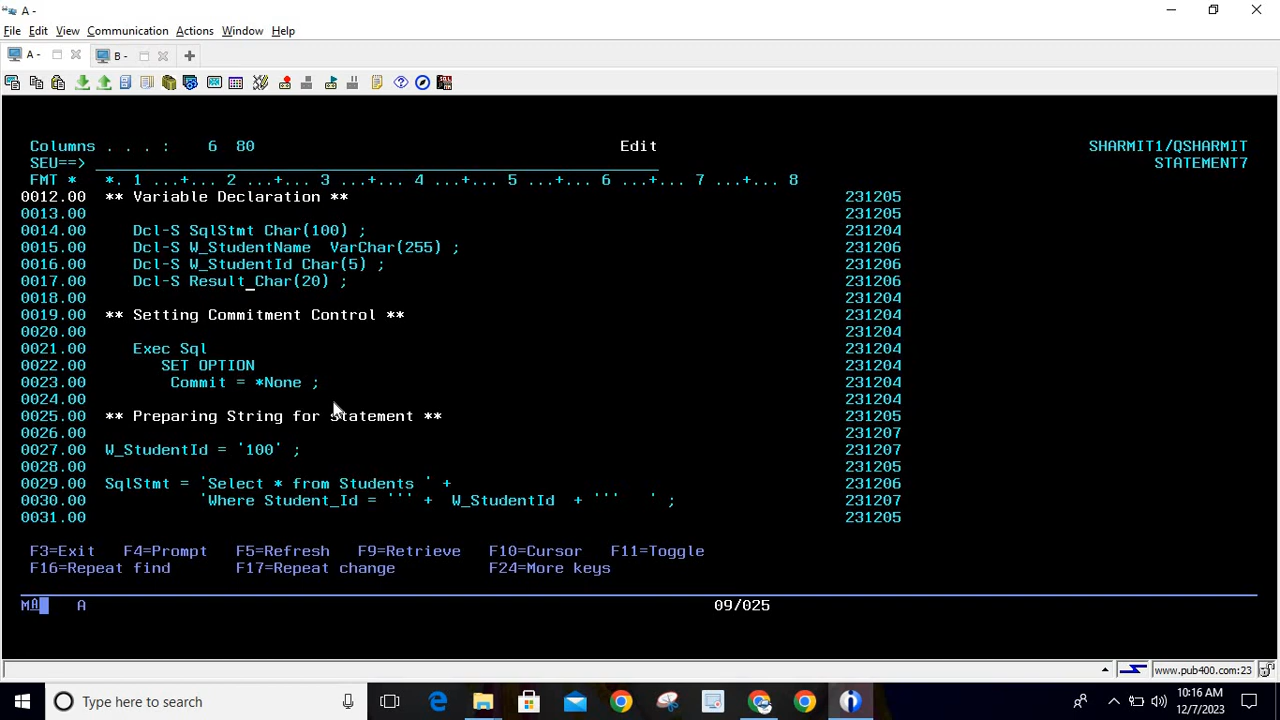 A -
File Edit View Communication Actions Window Help
A - B -
Columns . . . : 6 80 Edit SHARMIT1/QSHARMIT
SEU==> STATEMENT7
FMT * *. 1 ...+... 2 ...+... 3 ...+... 4 ...+... 5 ...+... 6 ...+... 7 ...+... 8
0012.00 ** Variable Declaration ** 231205
0013.00 231205
0014.00 Dcl-S SqlStmt Char(100) ; 231204
0015.00 Dcl-S W_StudentName VarChar(255) ; 231206
0016.00 Dcl-S W_StudentId Char(5) ; 231206
0017.00 Dcl-S Result Char(20) ; 231206
0018.00 231204
0019.00 ** Setting Commitment Control ** 231204
0020.00 231204
0021.00 Exec Sql 231204
0022.00 SET OPTION 231204
0023.00 Commit = *None ; 231204
0024.00 231204
0025.00 ** Preparing String for Statement ** 231205
0026.00 231207
0027.00 W_StudentId = '100' ; 231207
0028.00 231205
0029.00 SqlStmt = 'Select * from Students ' + 231206
0030.00 'Where Student_Id = ''' + W_StudentId + ''' ' ; 231207
0031.00 231205
F3=Exit F4=Prompt F5=Refresh F9=Retrieve F10=Cursor F11=Toggle
F16=Repeat find F17=Repeat change F24=More keys
MA A 09/025
www.pub400.com:23
Type here to search
10:16 AM
12/7/2023